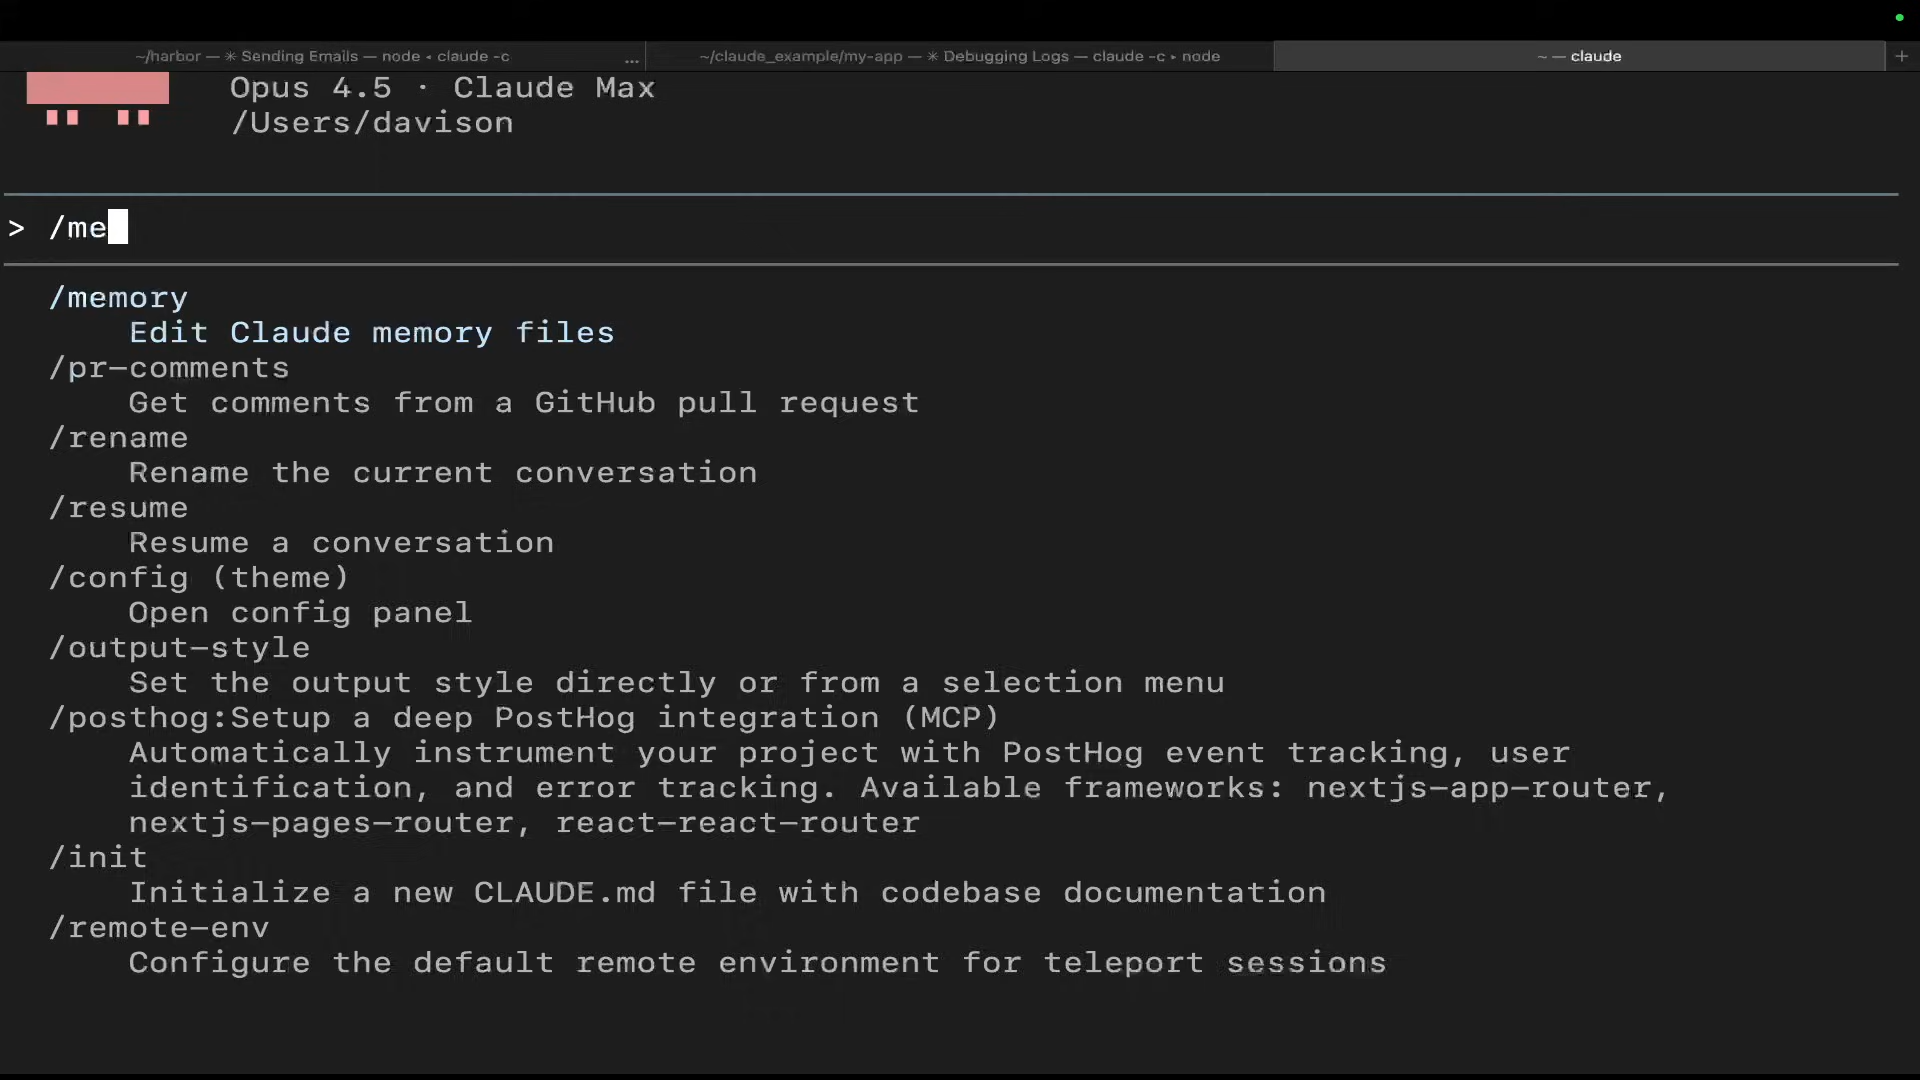 ~/harbor — ✳ Sending Emails — node ◂ claude -c
...
~/claude_example/my-app — ✳ Debugging Logs — claude -c ▸ node
~ — claude
+
Opus 4.5 · Claude Max
/Users/davison
> /me
/memory
Edit Claude memory files
/pr-comments
Get comments from a GitHub pull request
/rename
Rename the current conversation
/resume
Resume a conversation
/config (theme)
Open config panel
/output-style
Set the output style directly or from a selection menu
/posthog:Setup a deep PostHog integration (MCP)
Automatically instrument your project with PostHog event tracking, user
identification, and error tracking. Available frameworks: nextjs-app-router,
nextjs-pages-router, react-react-router
/init
Initialize a new CLAUDE.md file with codebase documentation
/remote-env
Configure the default remote environment for teleport sessions